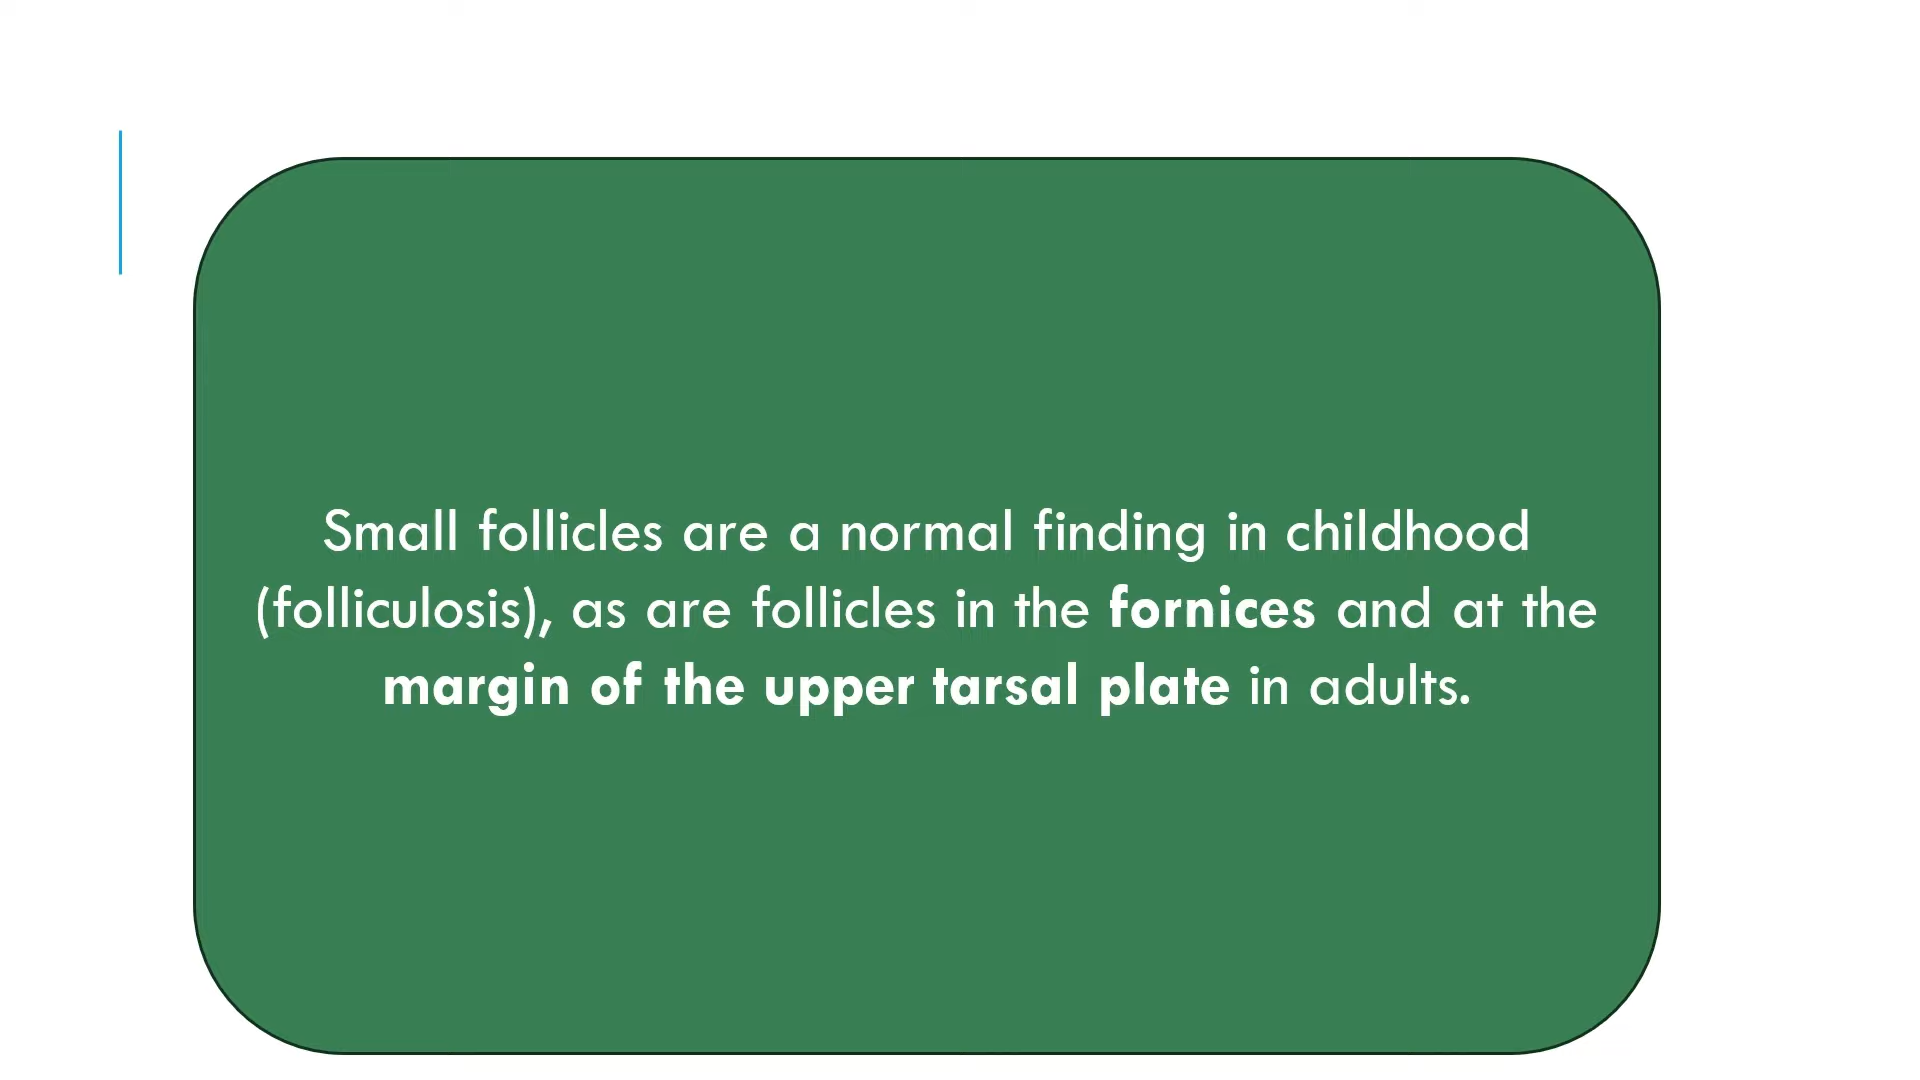 Small follicles are a normal finding in childhood
(folliculosis), as are follicles in the fornices and at the
margin of the upper tarsal plate in adults.